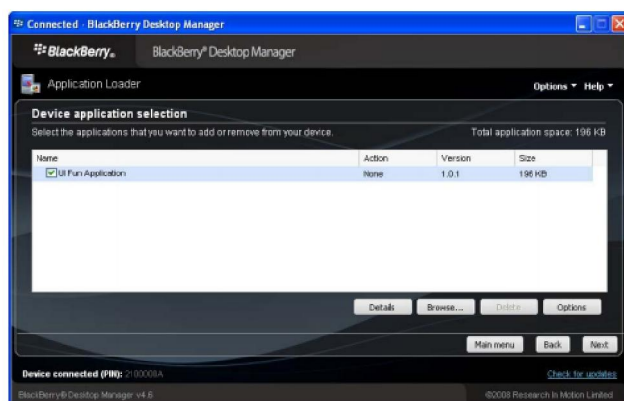 Connected - BlackBerry Desktop Manager
BlackBerry® BlackBerry® Desktop Manager
Application Loader Options Help
Device application selection
Select the applications that you want to add or remove from your device. Total application space: 196 KB
Name Action Version Size
UI Fun Application None 1.0.1 196 KB
Details Browse... Delete Options
Main menu Back Next
Device connected (PIN): 2100008A Check for updates
BlackBerry® Desktop Manager v4.6 ©2008 Research In Motion Limited